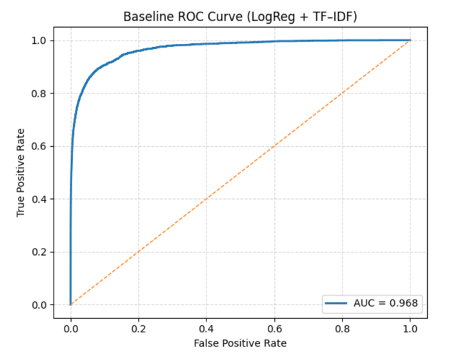 Baseline ROC Curve (LogReg + TF–IDF)
1.0
0.8
0.6
0.4
0.2
0.0
True Positive Rate
0.0 0.2 0.4 0.6 0.8 1.0
False Positive Rate
AUC = 0.968